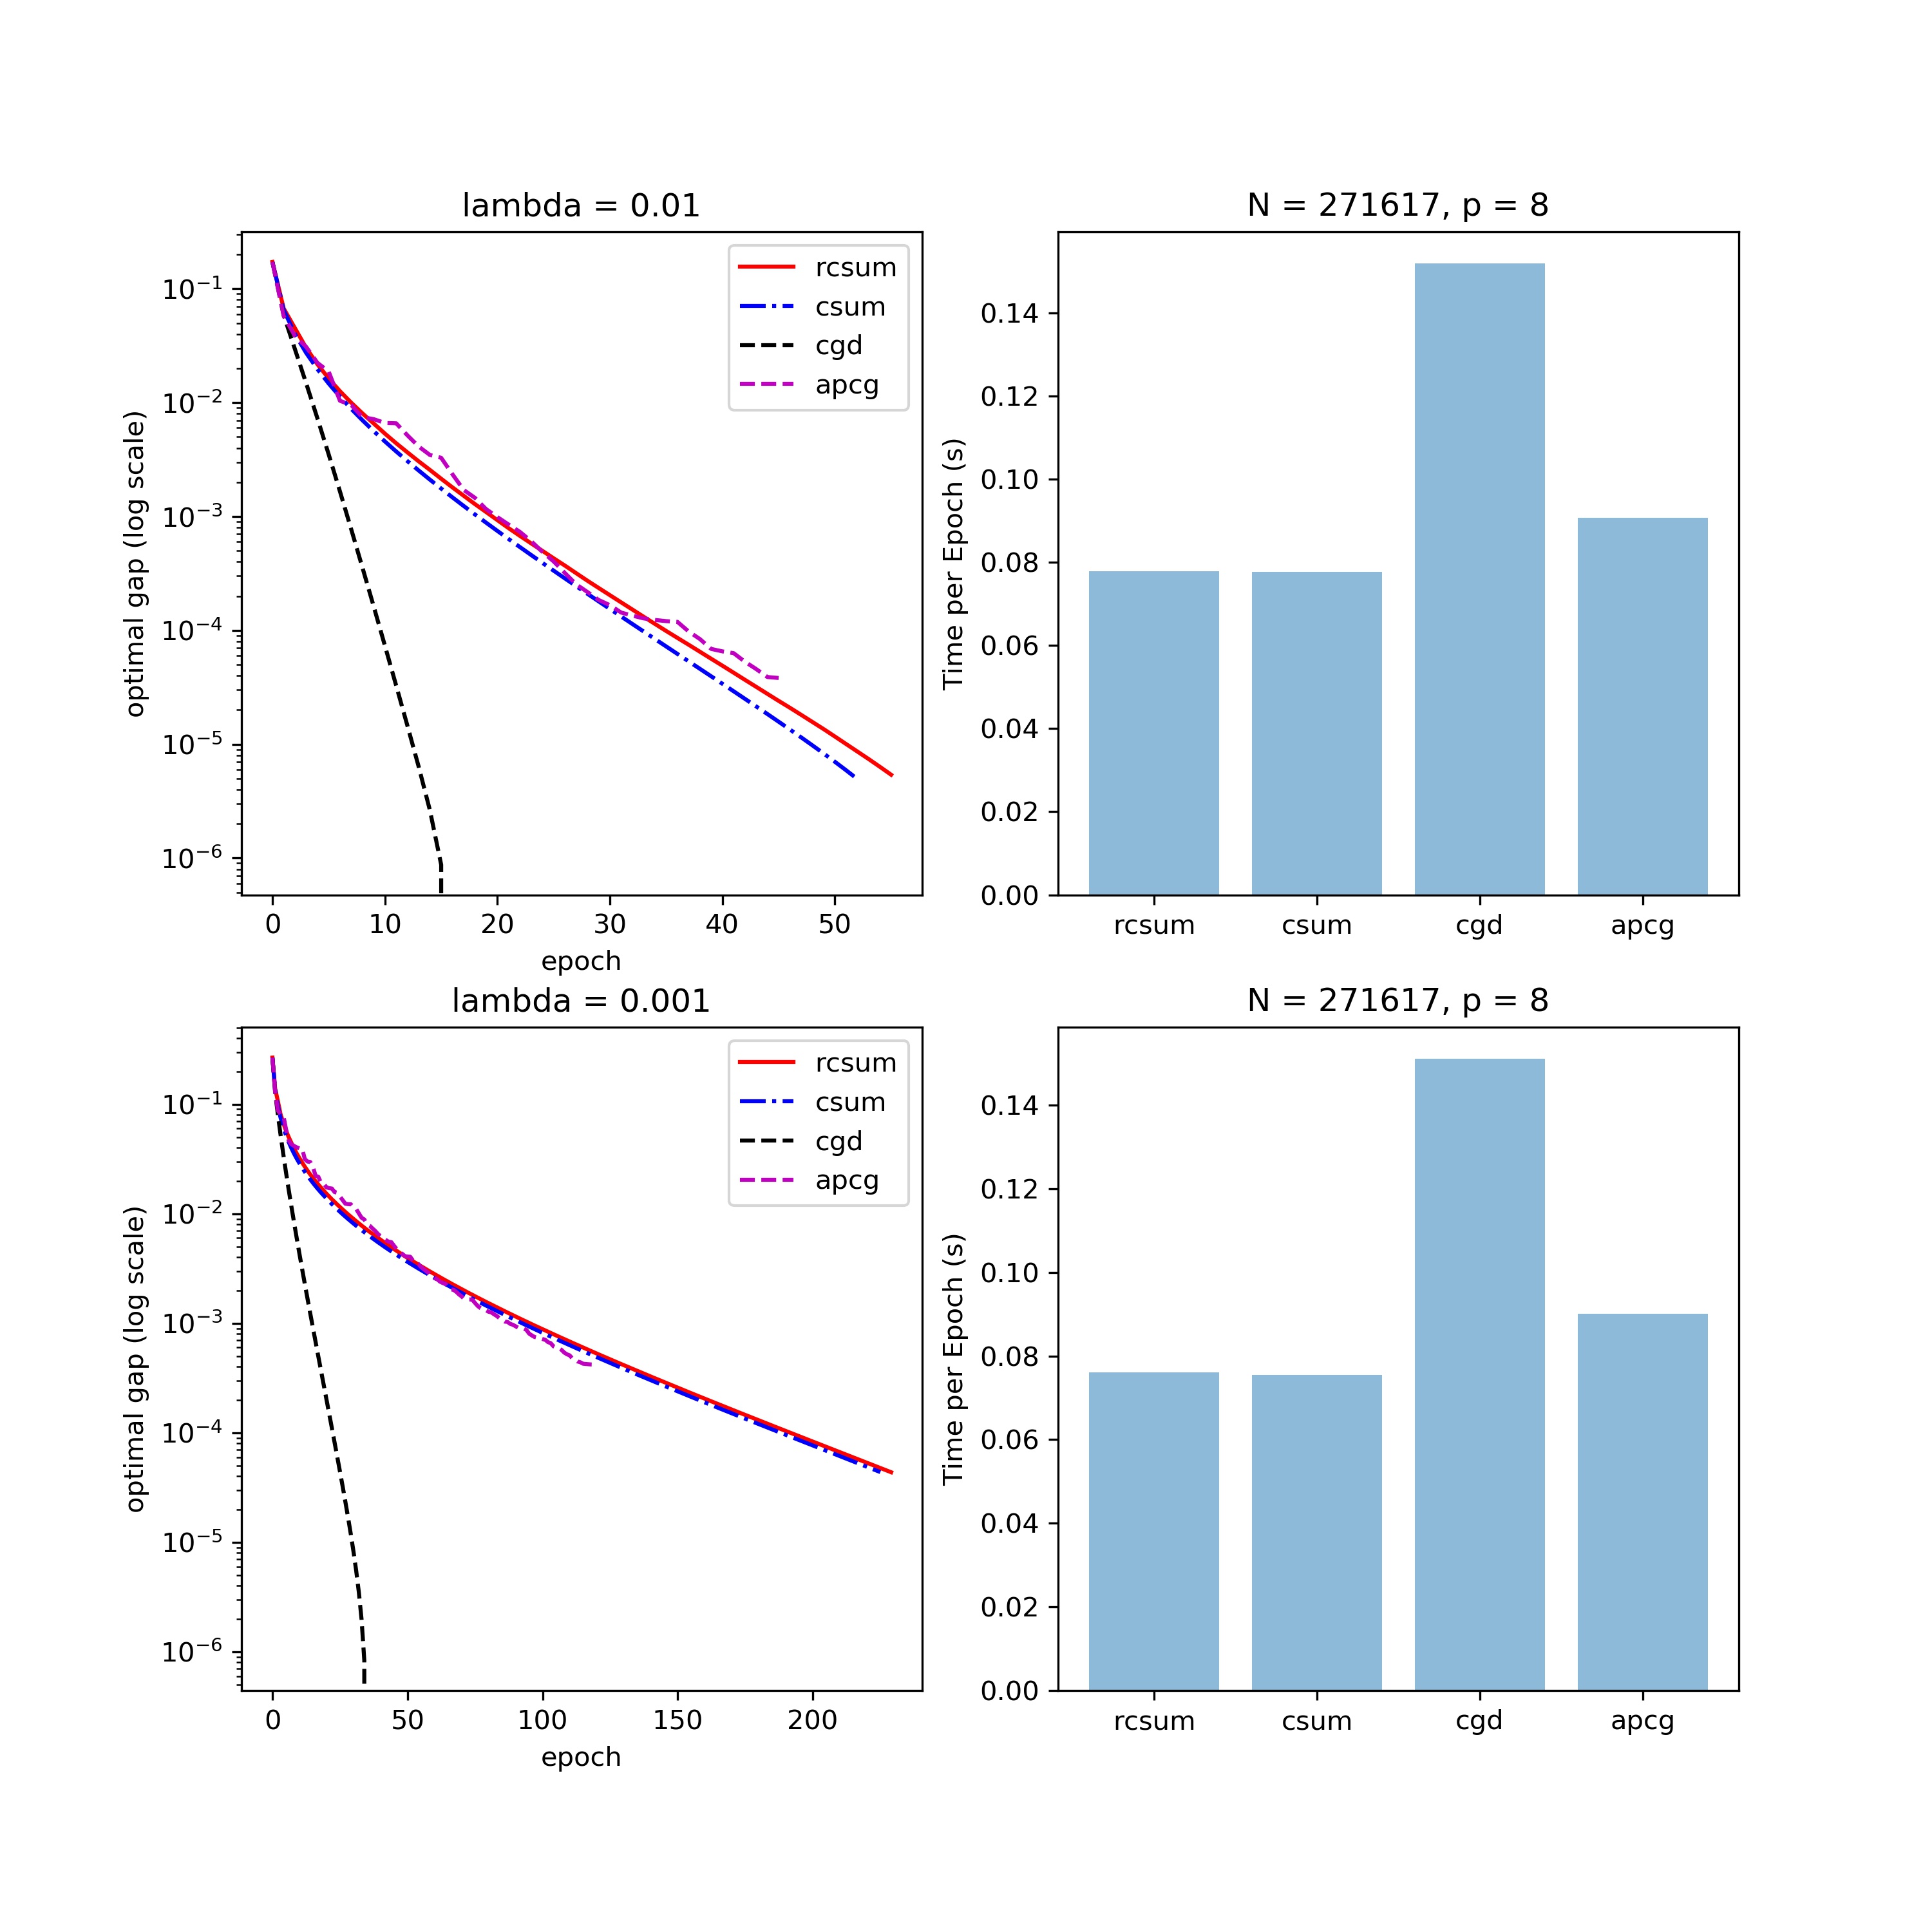 lambda = 0.01
optimal gap (log scale)
10⁻¹
10⁻²
10⁻³
10⁻⁴
10⁻⁵
10⁻⁶
rcsum
csum
cgd
apcg
0 10 20 30 40 50
epoch
N = 271617, p = 8
Time per Epoch (s)
0.14
0.12
0.10
0.08
0.06
0.04
0.02
0.00
rcsum csum cgd apcg
lambda = 0.001
optimal gap (log scale)
10⁻¹
10⁻²
10⁻³
10⁻⁴
10⁻⁵
10⁻⁶
rcsum
csum
cgd
apcg
0 50 100 150 200
epoch
N = 271617, p = 8
Time per Epoch (s)
0.14
0.12
0.10
0.08
0.06
0.04
0.02
0.00
rcsum csum cgd apcg